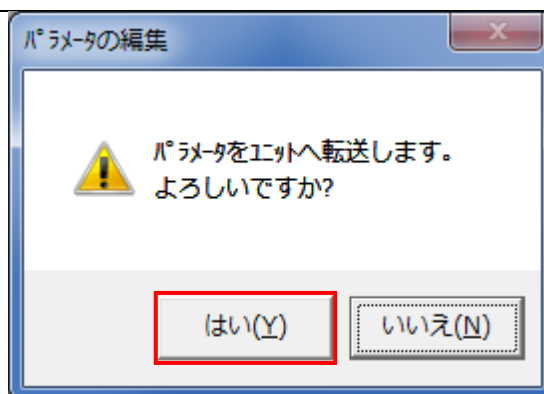 ﾊﾟﾗﾒｰﾀの編集
ﾊﾟﾗﾒｰﾀをﾕﾆｯﾄへ転送します。
よろしいですか?
はい(Y)
いいえ(N)